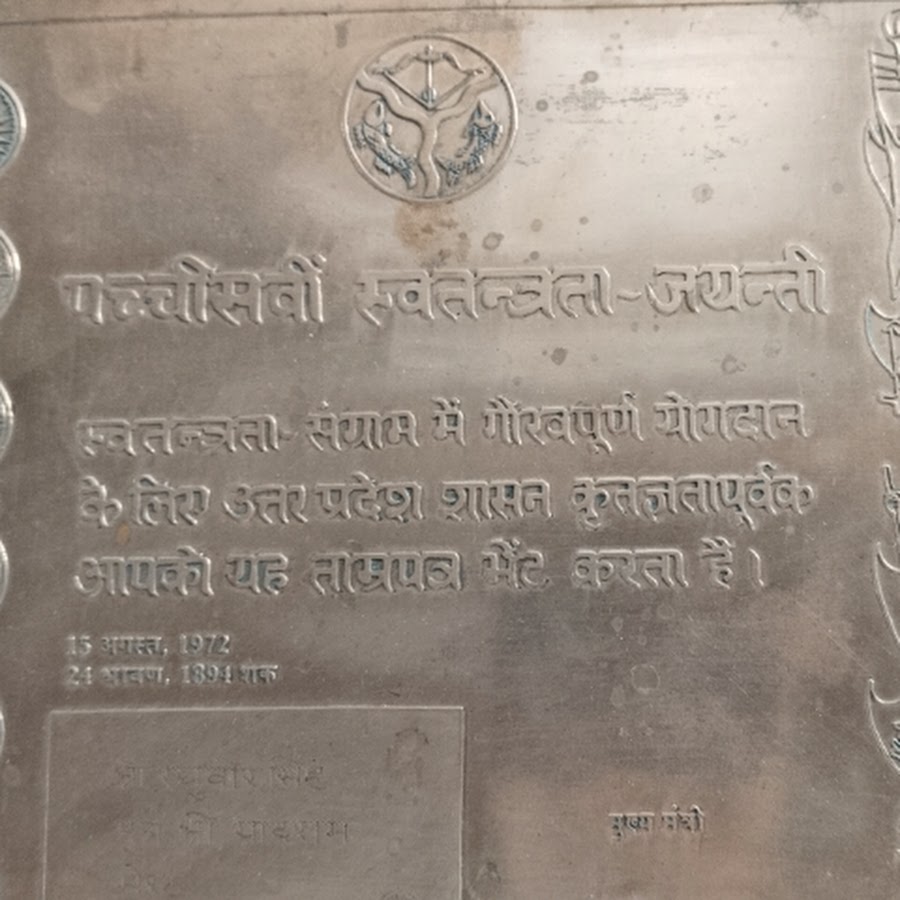 पच्चीसवीं स्वतन्त्रता-जयन्ती
स्वतन्त्रता-संग्राम में गौरवपूर्ण योगदान
के लिए उत्तर प्रदेश शासन कृतज्ञतापूर्वक
आपको यह ताम्रपत्र भेंट करता है।
15 अगस्त, 1972
24 श्रावण, 1894 शक
रघुवीर सिंह
श्री
मुख्य मंत्री